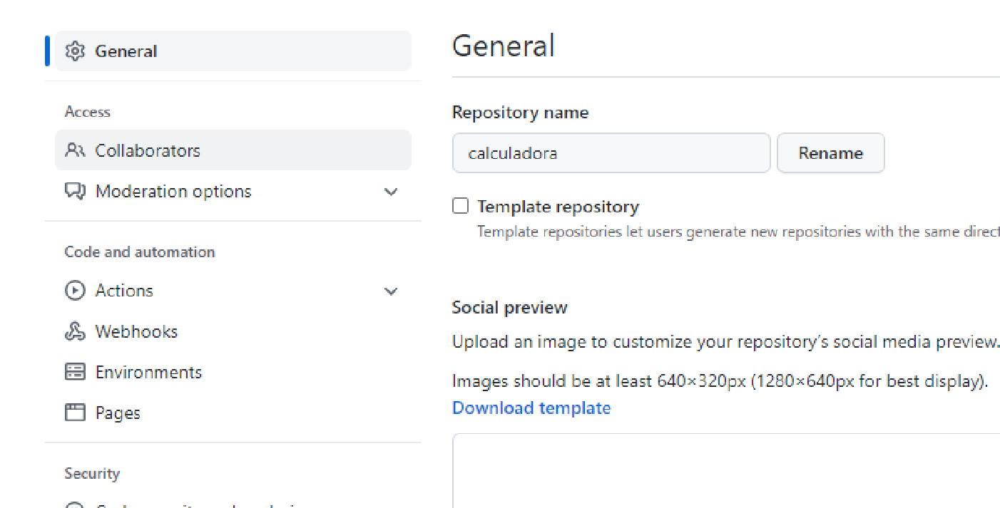 General
Access
Collaborators
Moderation options
Code and automation
Actions
Webhooks
Environments
Pages
Security
General
Repository name
calculadora
Rename
Template repository
Template repositories let users generate new repositories with the same direct
Social preview
Upload an image to customize your repository's social media preview.
Images should be at least 640×320px (1280×640px for best display).
Download template